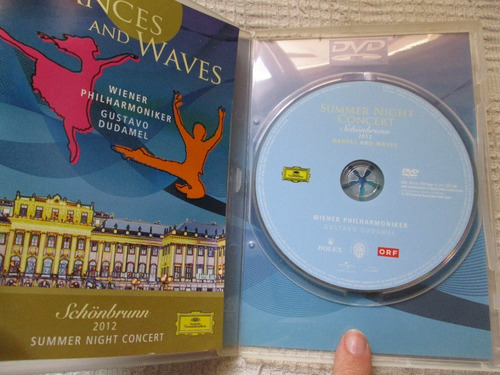 ANCES
AND WAVES
WIENER
PHILHARMONIKER
GUSTAVO
DUDAMEL
Schönbrunn
2012
SUMMER NIGHT CONCERT
DVD
SUMMER NIGHT
CONCERT
Schönbrunn
2012
DANCES AND WAVES
DVD
WIENER PHILHARMONIKER
GUSTAVO DUDAMEL
ROLEX
ORF